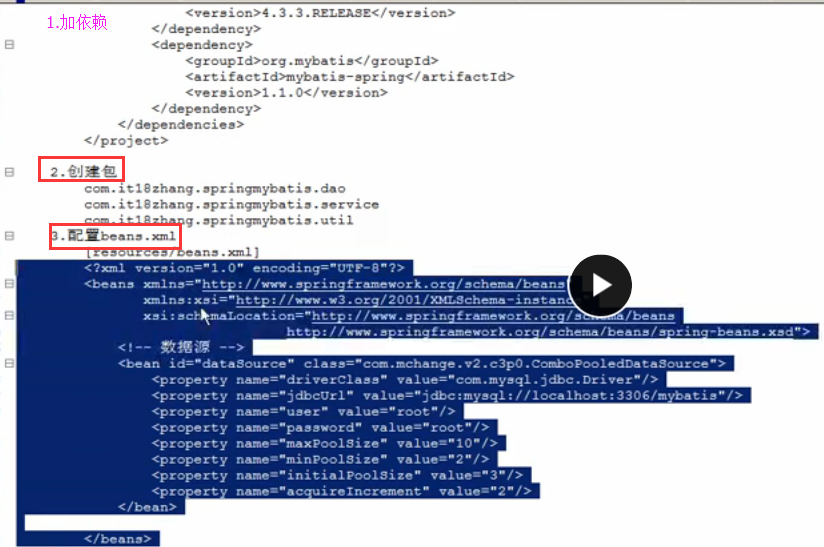 1.加依赖
<version>4.3.3.RELEASE</version>
</dependency>
<dependency>
<groupId>org.mybatis</groupId>
<artifactId>mybatis-spring</artifactId>
<version>1.1.0</version>
</dependency>
</dependencies>
</project>
2.创建包
com.it18zhang.springmybatis.dao
com.it18zhang.springmybatis.service
com.it18zhang.springmybatis.util
3.配置beans.xml
[resources/beans.xml]
<?xml version="1.0" encoding="UTF-8"?>
<beans xmlns="http://www.springframework.org/schema/beans"
xmlns:xsi="http://www.w3.org/2001/XMLSchema-instanc
xsi:schemaLocation="http://www.springframework.org/schema/beans
http://www.springframework.org/schema/beans/spring-beans.xsd">
<!-- 数据源 -->
<bean id="dataSource" class="com.mchange.v2.c3p0.ComboPooledDataSource">
<property name="driverClass" value="com.mysql.jdbc.Driver"/>
<property name="jdbcUrl" value="jdbc:mysql://localhost:3306/mybatis"/>
<property name="user" value="root"/>
<property name="password" value="root"/>
<property name="maxPoolSize" value="10"/>
<property name="minPoolSize" value="2"/>
<property name="initialPoolSize" value="3"/>
<property name="acquireIncrement" value="2"/>
</bean>
</beans>